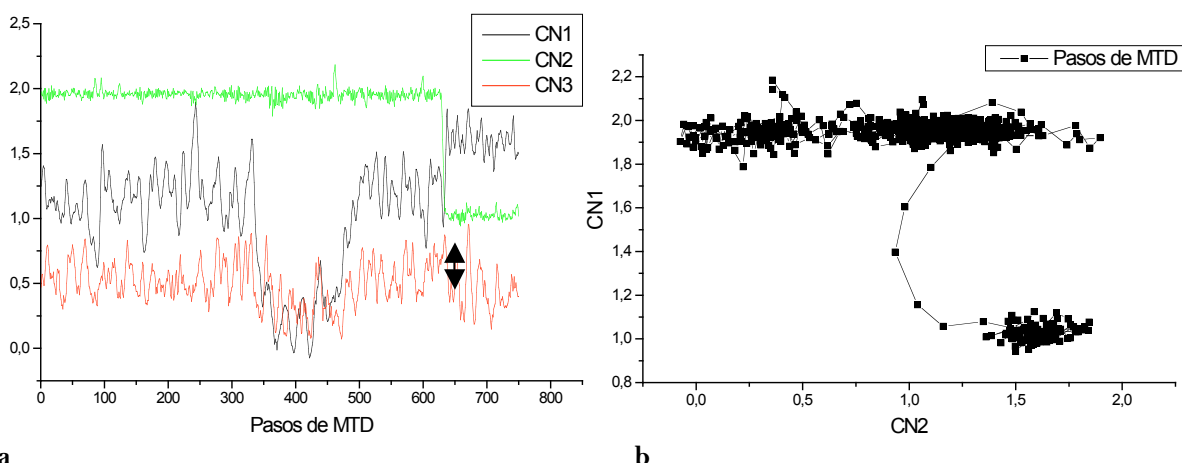 2,5
2,0
1,5
1,0
0,5
0,0
0 100 200 300 400 500 600 700 800
Pasos de MTD
CN1
CN2
CN3
a
Pasos de MTD
2,2
2,0
1,8
1,6
1,4
1,2
1,0
0,8
CN1
0,0 0,5 1,0 1,5 2,0
CN2
b